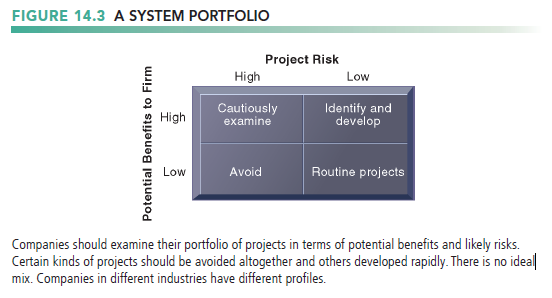 FIGURE 14.3 A SYSTEM PORTFOLIO
Project Risk
High Low
Potential Benefits to Firm
High
Cautiously
examine
Identify and
develop
Low
Avoid
Routine projects
Companies should examine their portfolio of projects in terms of potential benefits and likely risks.
Certain kinds of projects should be avoided altogether and others developed rapidly. There is no ideal
mix. Companies in different industries have different profiles.